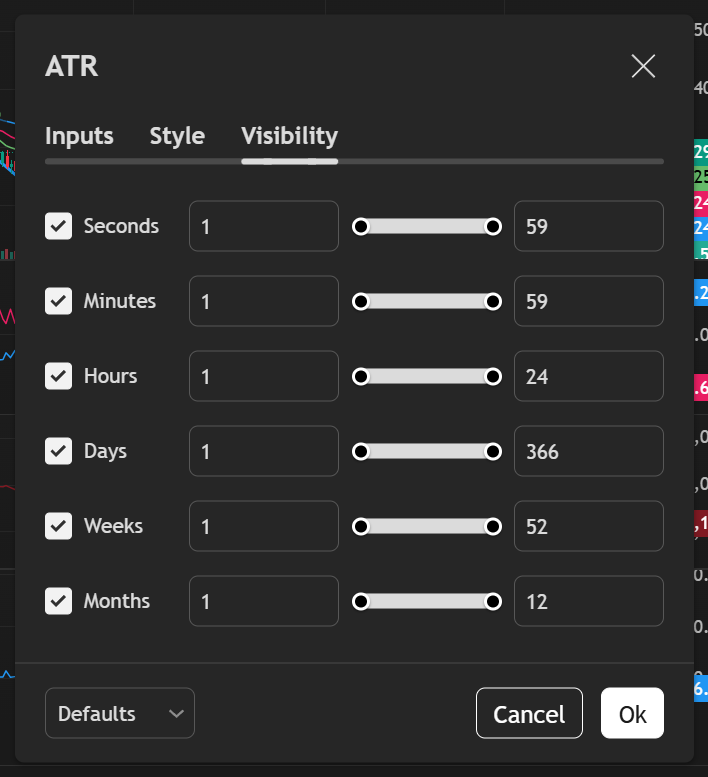 ATR
Inputs Style Visibility
Seconds 1 59
Minutes 1 59
Hours 1 24
Days 1 366
Weeks 1 52
Months 1 12
Defaults Cancel Ok